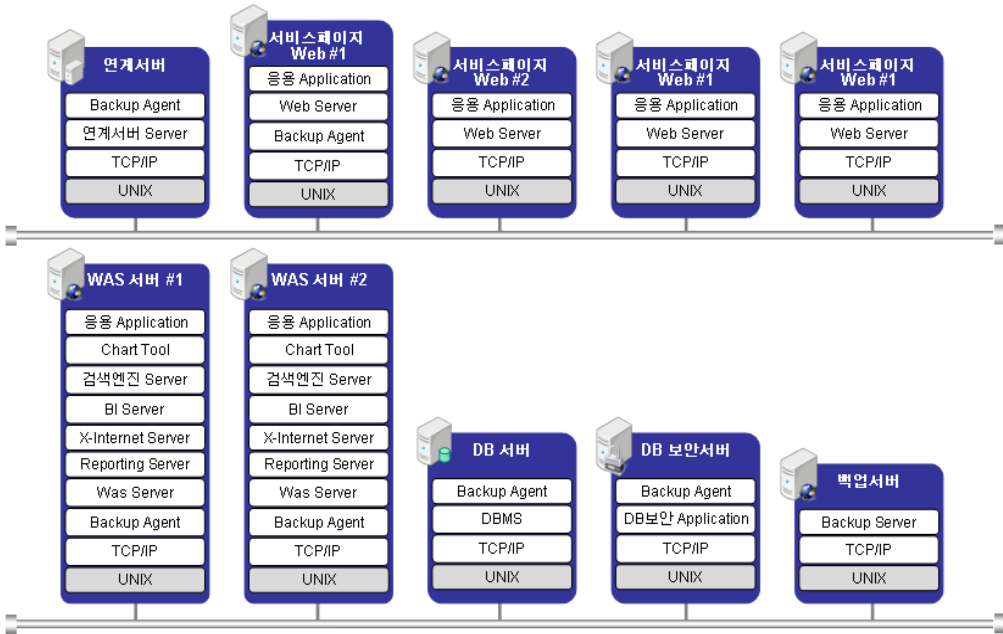 연계서버
Backup Agent
연계서버 Server
TCP/IP
UNIX
서비스페이지
Web #1
응용 Application
Web Server
Backup Agent
TCP/IP
UNIX
서비스페이지
Web #2
응용 Application
Web Server
TCP/IP
UNIX
서비스페이지
Web #1
응용 Application
Web Server
TCP/IP
UNIX
서비스페이지
Web #1
응용 Application
Web Server
TCP/IP
UNIX
WAS 서버 #1
응용 Application
Chart Tool
검색엔진 Server
BI Server
X-Internet Server
Reporting Server
Was Server
Backup Agent
TCP/IP
UNIX
WAS 서버 #2
응용 Application
Chart Tool
검색엔진 Server
BI Server
X-Internet Server
Reporting Server
Was Server
Backup Agent
TCP/IP
UNIX
DB 서버
Backup Agent
DBMS
TCP/IP
UNIX
DB 보안서버
Backup Agent
DB보안 Application
TCP/IP
UNIX
백업서버
Backup Server
TCP/IP
UNIX